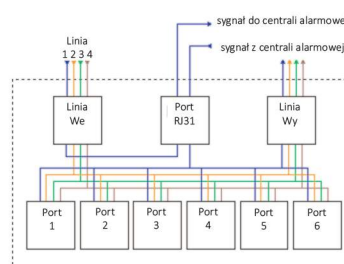 sygnał do centrali alarmowej
sygnał z centrali alarmowej
Linia
1 2 3 4
Linia
We
Port
RJ31
Linia
Wy
Port
1
Port
2
Port
3
Port
4
Port
5
Port
6